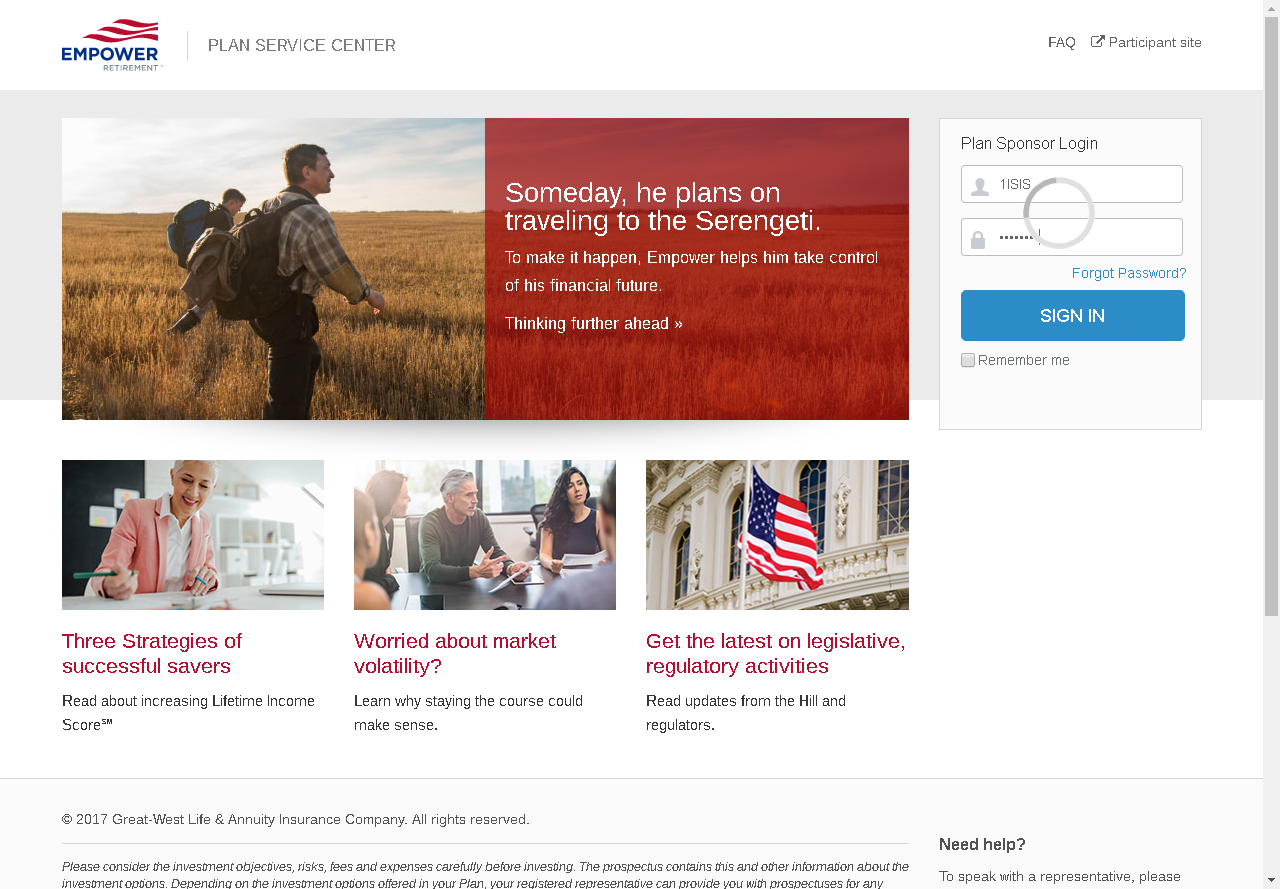 EMPOWER
RETIREMENT
PLAN SERVICE CENTER
FAQ
Participant site
Someday, he plans on
traveling to the Serengeti.
To make it happen, Empower helps him take control
of his financial future.
Thinking further ahead »
Plan Sponsor Login
1ISIS
Forgot Password?
SIGN IN
Remember me
Three Strategies of
successful savers
Read about increasing Lifetime Income
Score℠
Worried about market
volatility?
Learn why staying the course could
make sense.
Get the latest on legislative,
regulatory activities
Read updates from the Hill and
regulators.
© 2017 Great-West Life & Annuity Insurance Company. All rights reserved.
Please consider the investment objectives, risks, fees and expenses carefully before investing. The prospectus contains this and other information about the
investment options. Depending on the investment options offered in your Plan, your registered representative can provide you with prospectuses for any
Need help?
To speak with a representative, please